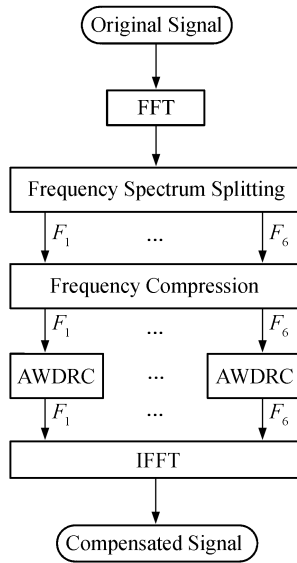 Original Signal
FFT
Frequency Spectrum Splitting
F1 ... F6
Frequency Compression
F1 ... F6
AWDRC ... AWDRC
F1 ... F6
IFFT
Compensated Signal